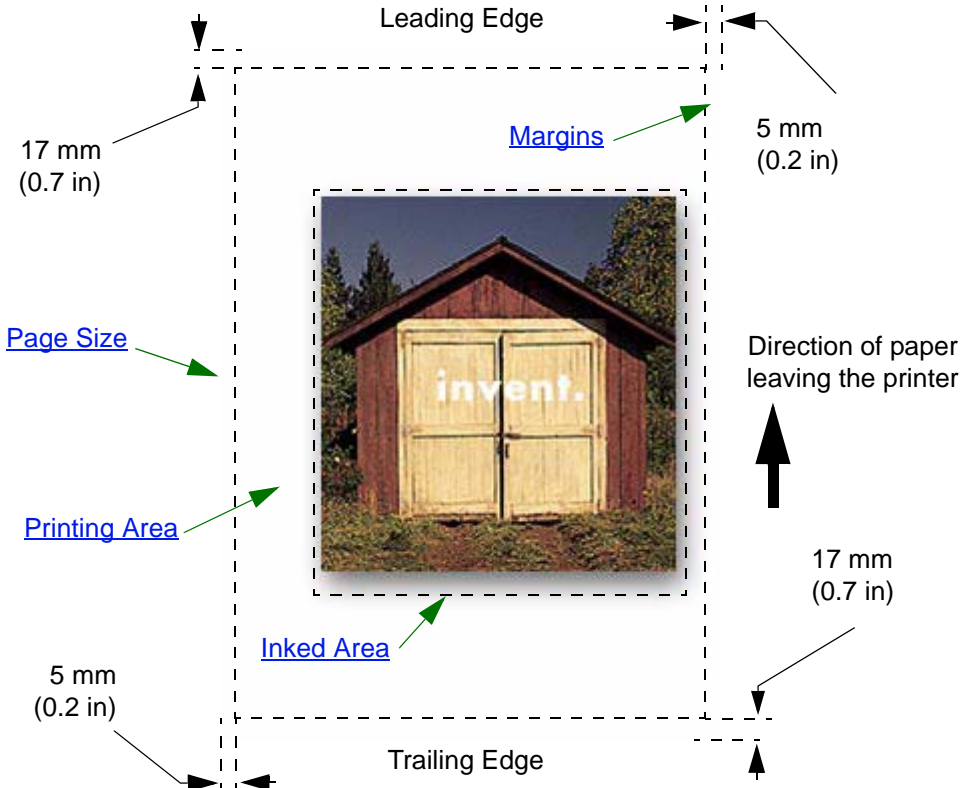 Leading Edge
17 mm
(0.7 in)
Margins
5 mm
(0.2 in)
Page Size
invent.
Direction of paper
leaving the printer
Printing Area
17 mm
(0.7 in)
Inked Area
5 mm
(0.2 in)
Trailing Edge